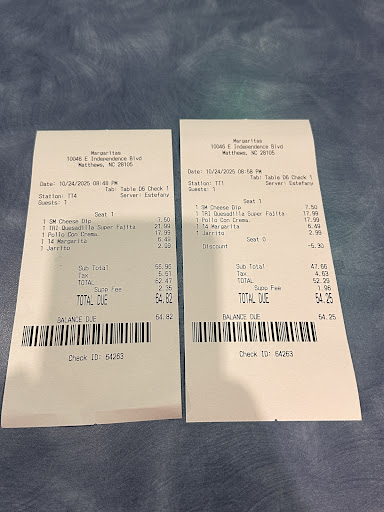 Margaritas
10046 E Independence Blvd
Matthews, NC 28105
Date: 10/24/2025 08:48 PM
Tab: Table D6 Check 1
Station: TT4 Server: Estefany
Guests: 1
Seat 1
1 SM Cheese Dip 7.50
1 TRI Quesadilla Super Fajita 21.99
1 Pollo Con Crema 17.99
1 14 Margarita 6.49
1 Jarrito 2.99
Sub Total 56.96
Tax 5.51
TOTAL 62.47
Supp Fee 2.35
TOTAL DUE 64.82
BALANCE DUE 64.82
Check ID:
Margaritas
10046 E Independence Blvd
Matthews, NC 28105
Date: 10/24/2025 08:58 PM
Tab: Table D6 Check 1
Station: TT1 Server: Estefany
Guests: 1
Seat 1
1 SM Cheese Dip 7.50
1 TRI Quesadilla Super Fajita 17.99
1 Pollo Con Crema 17.99
1 14 Margarita 6.49
1 Jarrito 2.99
Seat 0
Discount -5.30
Sub Total 47.66
Tax 4.63
TOTAL 52.29
Supp Fee 1.96
TOTAL DUE 54.25
BALANCE DUE 54.25
Check ID: